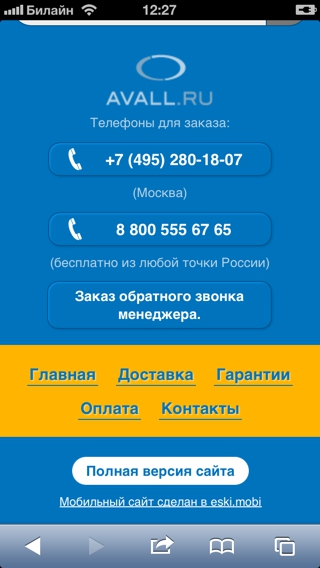 Билайн 12:27
AVALL.RU
Телефоны для заказа:
+7 (495) 280-18-07
(Москва)
8 800 555 67 65
(бесплатно из любой точки России)
Заказ обратного звонка
менеджера.
Главная Доставка Гарантии
Оплата Контакты
Полная версия сайта
Мобильный сайт сделан в eski.mobi